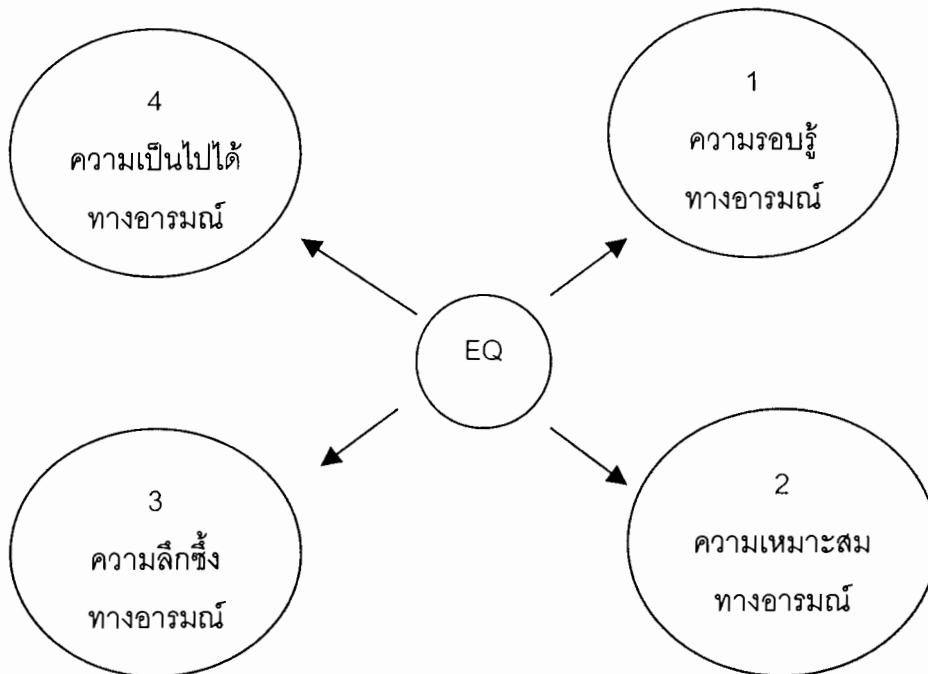 4
ความเป็นไปได้
ทางอารมณ์
1
ความรอบรู้
ทางอารมณ์
EQ
3
ความลึกซึ้ง
ทางอารมณ์
2
ความเหมาะสม
ทางอารมณ์